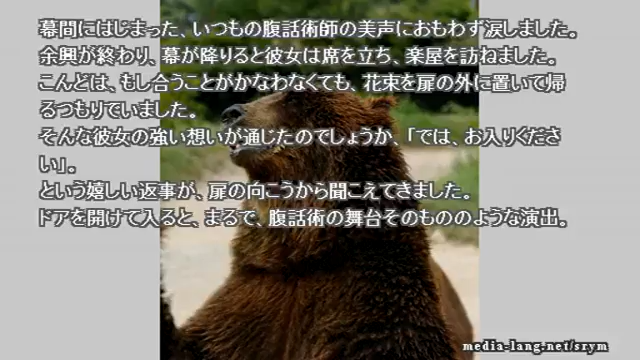 幕間にはじまった、いつもの腹話術師の美声におもわず涙しました。
余興が終わり、幕が降りると彼女は席を立ち、楽屋を訪ねました。
こんどは、もし合うことがかなわなくても、花束を扉の外に置いて帰
るつもりていました。
そんな彼女の強い想いが通じたのでしょうか、「では、お入りくださ
い」。
という嬉しい返事が、扉の向こうから聞こえてきました。
ドアを開けて入ると、まるで、腹話術の舞台そのもののような演出。
media-lang.net/srym